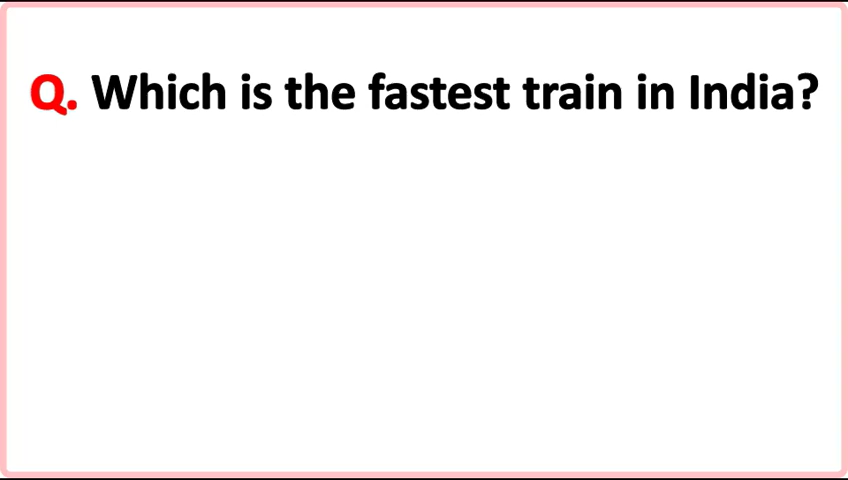 Q. Which is the fastest train in India?